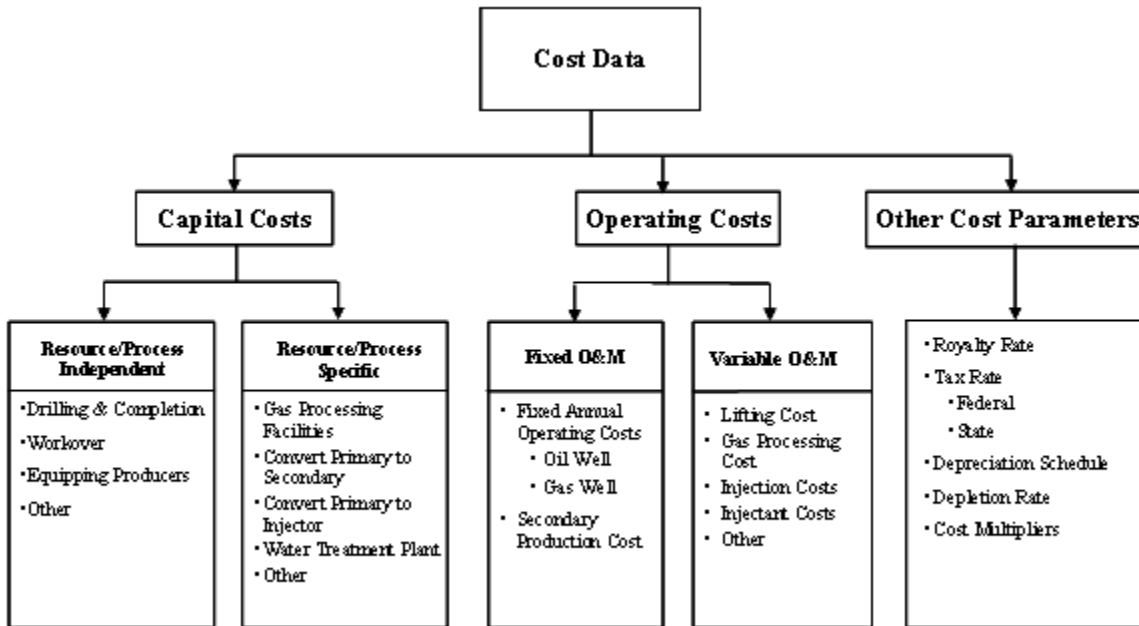 Cost Data
Capital Costs
Operating Costs
Other Cost Parameters
Resource/Process
Independent
•Drilling & Completion
•Workover
•Equipping Producers
•Other
Resource/Process
Specific
•Gas Processing
Facilities
•Convert Primary to
Secondary
•Convert Primary to
Injector
•Water Treatment Plant
•Other
Fixed O&M
• Fixed Annual
Operating Costs
• Oil Well
• Gas Well
• Secondary
Production Cost
Variable O&M
• Lifting Cost
• Gas Processing
Cost
• Injection Costs
• Injectant Costs
• Other
•Royalty Rate
•Tax Rate
•Federal
•State
•Depreciation Schedule
•Depletion Rate
•Cost Multipliers